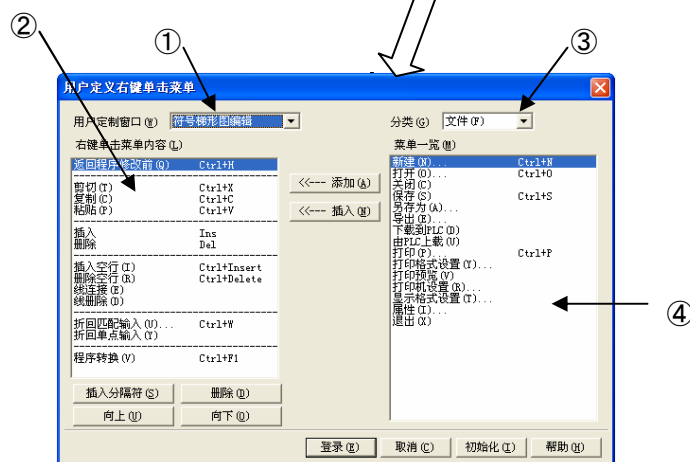 ② ① ③
用户定义右键单击菜单
用户定制窗口(W) 符号梯形图编辑 分类(G) 文件(F)
右键单击菜单内容(L) 菜单一览(M)
返回程序修改前(Q) Ctrl+H
剪切(T) Ctrl+X
复制(C) Ctrl+C
粘贴(P) Ctrl+V
插入 Ins
删除 Del
插入空行(I) Ctrl+Insert
删除空行(R) Ctrl+Delete
线连接(E)
线删除(D)
折回匹配输入(U)... Ctrl+W
折回单点输入(Y)
程序转换(V) Ctrl+F1
<<--- 添加(A)
<<--- 插入(N)
新建(N)... Ctrl+N
打开(O)... Ctrl+O
关闭(C)
保存(S) Ctrl+S
另存为(A)...
导出(E)...
下载到PLC(D)
由PLC上载(U)
打印(P)... Ctrl+P
打印格式设置(T)...
打印预览(V)
打印机设置(R)...
显示格式设置(Y)...
属性(I)...
退出(X)
④
插入分隔符(S) 删除(D)
向上(U) 向下(O)
登录(E) 取消(C) 初始化(I) 帮助(H)